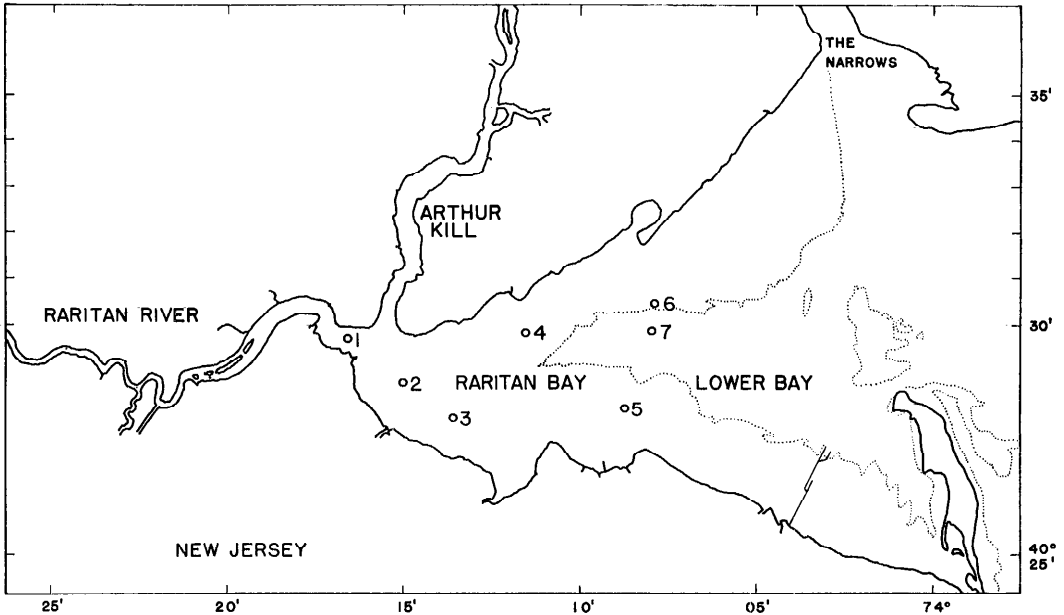 THE
NARROWS
35'
ARTHUR
KILL
RARITAN RIVER
6
30'
1
4
7
2
RARITAN BAY
LOWER BAY
3
5
NEW JERSEY
40°
25'
25'
20'
15'
10'
05'
74°